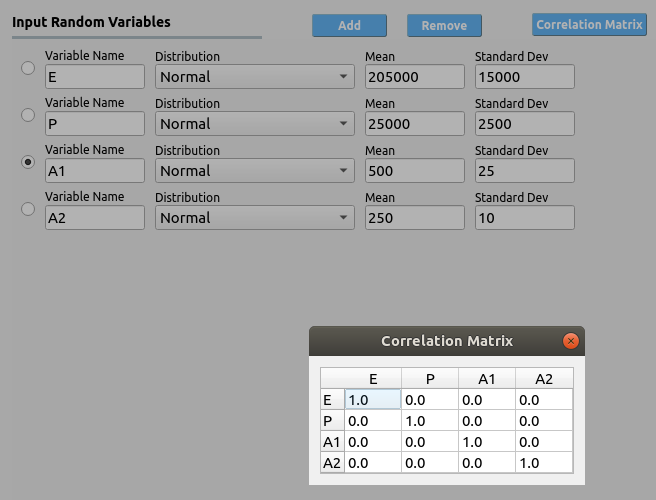 Input Random Variables Add Remove Correlation Matrix
Variable Name Distribution Mean Standard Dev
E Normal 205000 15000
Variable Name Distribution Mean Standard Dev
P Normal 25000 2500
Variable Name Distribution Mean Standard Dev
A1 Normal 500 25
Variable Name Distribution Mean Standard Dev
A2 Normal 250 10
Correlation Matrix
E P A1 A2
E 1.0 0.0 0.0 0.0
P 0.0 1.0 0.0 0.0
A1 0.0 0.0 1.0 0.0
A2 0.0 0.0 0.0 1.0